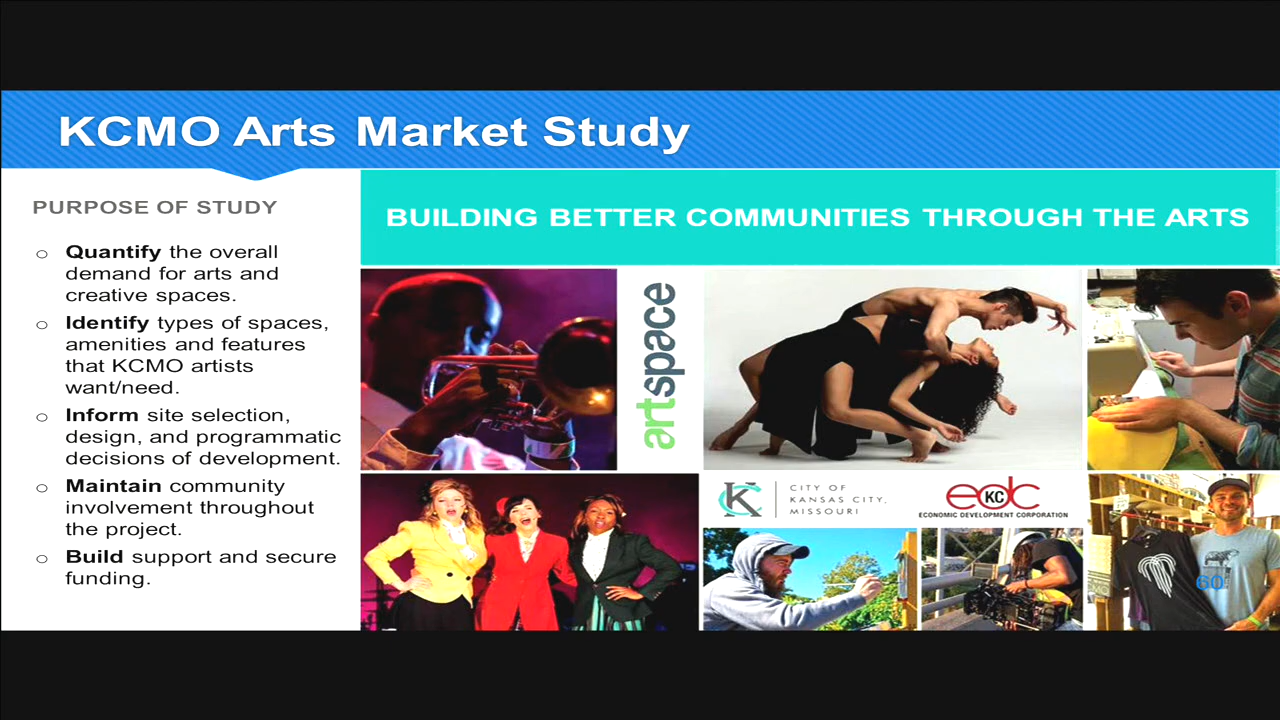 KCMO Arts Market Study
PURPOSE OF STUDY
Quantify the overall
demand for arts and
creative spaces.
Identify types of spaces,
amenities and features
that KCMO artists
want/need.
Inform site selection,
design, and programmatic
decisions of development.
Maintain community
involvement throughout
the project.
Build support and secure
funding.
BUILDING BETTER COMMUNITIES THROUGH THE ARTS
artspace
KC
CITY OF
KANSAS CITY,
MISSOURI
edc
KC
ECONOMIC DEVELOPMENT CORPORATION
60